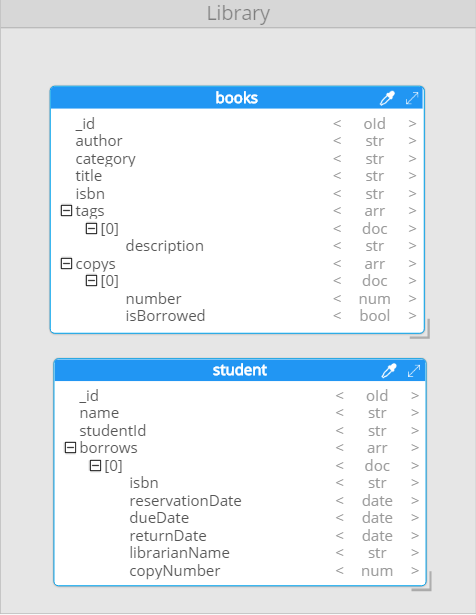 Library
books
_id < oId >
author < str >
category < str >
title < str >
isbn < str >
tags < arr >
[0] < doc >
description < str >
copys < arr >
[0] < doc >
number < num >
isBorrowed < bool >
student
_id < oId >
name < str >
studentId < str >
borrows < arr >
[0] < doc >
isbn < str >
reservationDate < date >
dueDate < date >
returnDate < date >
librarianName < str >
copyNumber < num >